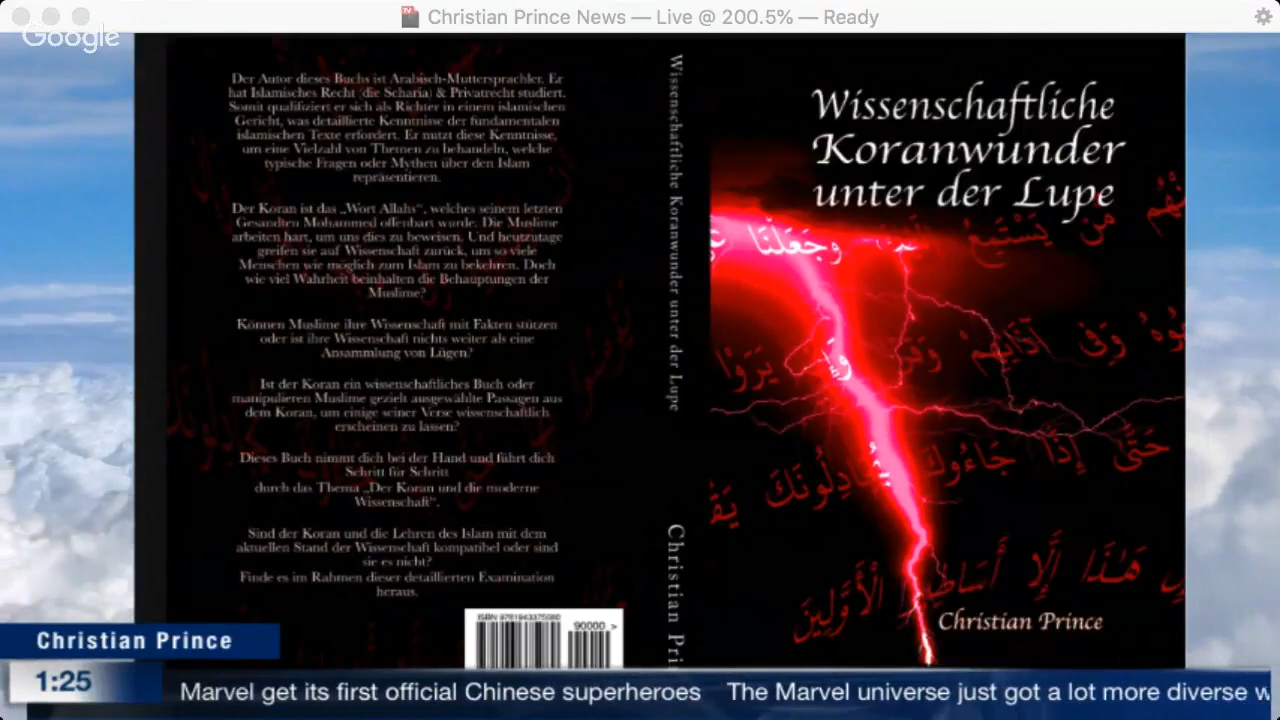 Christian Prince News — Live @ 200.5% — Ready
Google
Der Autor dieses Buchs ist Arabisch-Muttersprachler. Er
hat Islamisches Recht (die Scharia) & Privatrecht studiert.
Somit qualifiziert er sich als Richter in einem islamischen
Gericht, was detaillierte Kenntnisse der fundamentalen
islamischen Texte erfordert. Er nutzt diese Kenntnisse,
um eine Vielzahl von Themen zu behandeln, welche
typische Fragen oder Mythen über den Islam
repräsentieren.
Der Koran ist das „Wort Allahs“, welches seinem letzten
Gesandten Mohammed offenbart wurde. Die Muslime
arbeiten hart, um uns dies zu beweisen. Und heutzutage
greifen sie auf Wissenschaft zurück, um so viele
Menschen wie möglich zum Islam zu bekehren. Doch
wie viel Wahrheit beinhalten die Behauptungen der
Muslime?
Können Muslime ihre Wissenschaft mit Fakten stützen
oder ist ihre Wissenschaft nichts weiter als eine
Ansammlung von Lügen?
Ist der Koran ein wissenschaftliches Buch oder
manipulieren Muslime gezielt ausgewählte Passagen aus
dem Koran, um einige seiner Verse wissenschaftlich
erscheinen zu lassen?
Dieses Buch nimmt dich bei der Hand und führt dich
Schritt für Schritt
durch das Thema „Der Koran und die moderne
Wissenschaft“.
Sind der Koran und die Lehren des Islam mit dem
aktuellen Stand der Wissenschaft kompatibel oder sind
sie es nicht?
Finde es im Rahmen dieser detaillierten Examination
heraus.
90000 >
Wissenschaftliche Koranwunder unter der Lupe
Christian Pri
Wissenschaftliche
Koranwunder
unter der Lupe
مَّن يَسْتَمِعُ
وَجَعَلْنَا
وَفِي آذَانِهِمْ
يَرَوْا
حَتَّىٰ إِذَا جَاءُوكَ يُجَادِلُونَكَ
هَٰذَا إِلَّا أَسَاطِيرُ الْأَوَّلِينَ
Christian Prince
Christian Prince
1:25
Marvel get its first official Chinese superheroes The Marvel universe just got a lot more diverse w